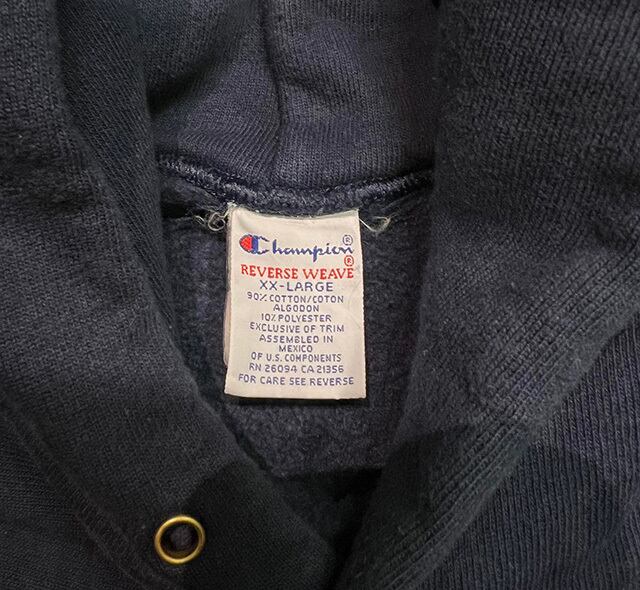 Champion®
REVERSE WEAVE®
XX-LARGE
90% COTTON/COTON
ALGODON
10% POLYESTER
EXCLUSIVE OF TRIM
ASSEMBLED IN
MEXICO
OF U.S. COMPONENTS
RN 26094 CA 21356
FOR CARE SEE REVERSE